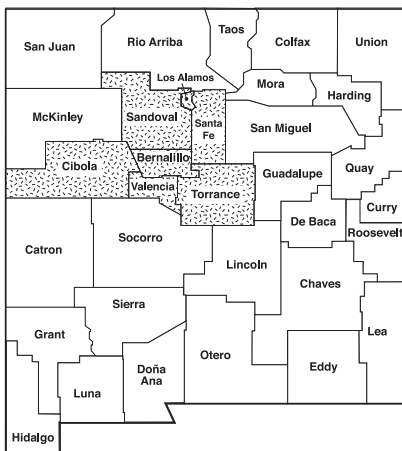 San Juan
Rio Arriba
Taos
Colfax
Union
Los Alamos
Mora
Harding
McKinley
Sandoval
Santa
Fe
San Miguel
Cibola
Bernalillo
Valencia
Torrance
Guadalupe
Quay
Curry
Roosevelt
De Baca
Catron
Socorro
Lincoln
Chaves
Sierra
Grant
Lea
Otero
Eddy
Luna
Doña
Ana
Hidalgo